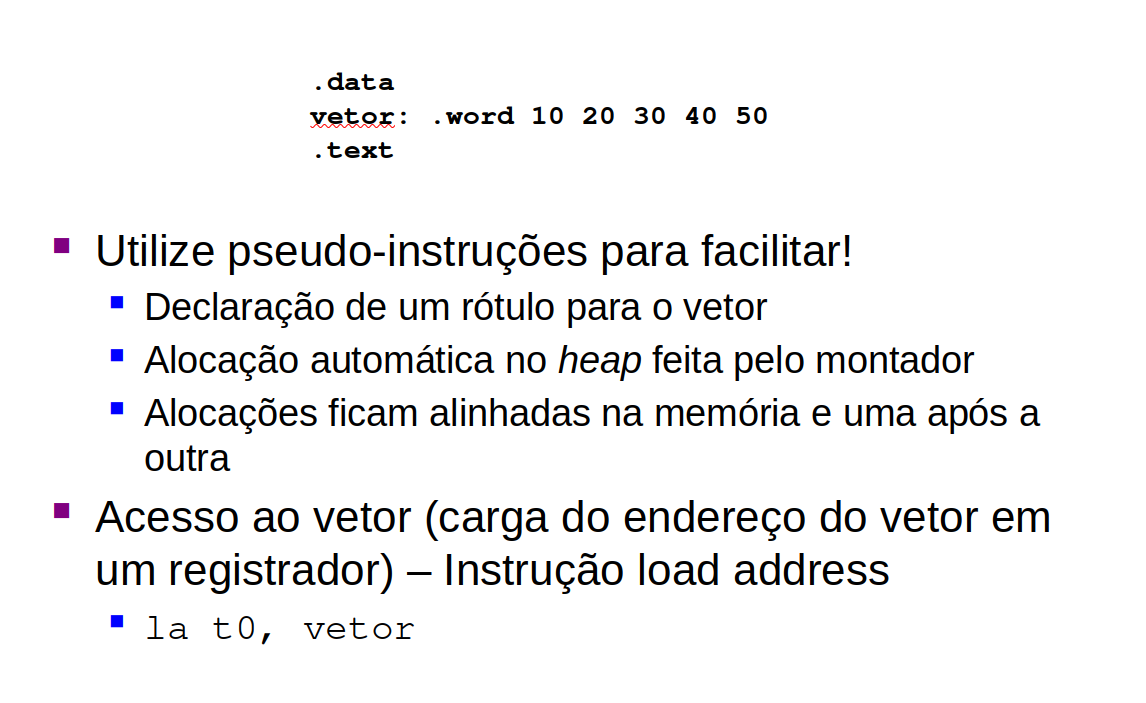 .data
vetor: .word 10 20 30 40 50
.text
Utilize pseudo-instruções para facilitar!
Declaração de um rótulo para o vetor
Alocação automática no heap feita pelo montador
Alocações ficam alinhadas na memória e uma após a
outra
Acesso ao vetor (carga do endereço do vetor em
um registrador) – Instrução load address
la t0, vetor